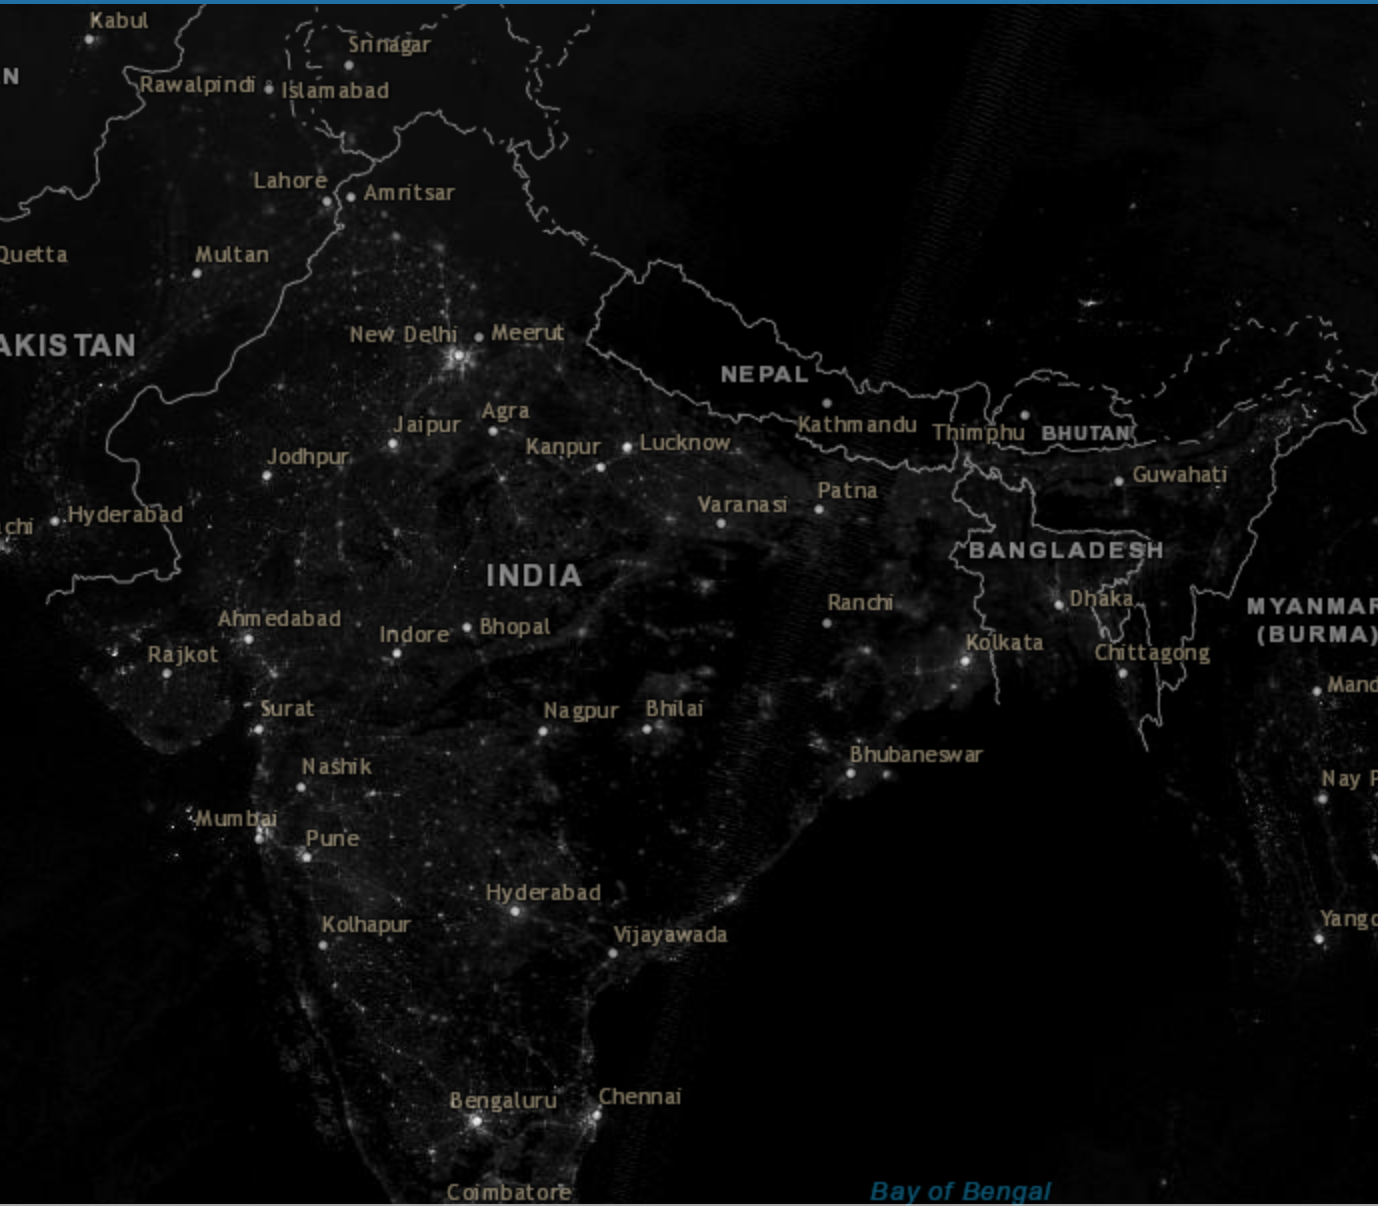 Kabul
Srinagar
N
Rawalpindi
Islamabad
Lahore
Amritsar
Quetta
Multan
AKISTAN
New Delhi
Meerut
NEPAL
Jaipur
Agra
Kathmandu
Thimphu
BHUTAN
Jodhpur
Kanpur
Lucknow
Guwahati
Varanasi
Patna
achi
Hyderabad
BANGLADESH
INDIA
Ranchi
Dhaka
MYANMAR
(BURMA)
Ahmedabad
Indore
Bhopal
Kolkata
Rajkot
Chittagong
Mand
Surat
Nagpur
Bhilai
Nashik
Bhubaneswar
Nay P
Mumbai
Pune
Hyderabad
Kolhapur
Vijayawada
Yango
Bengaluru
Chennai
Coimbatore
Bay of Bengal